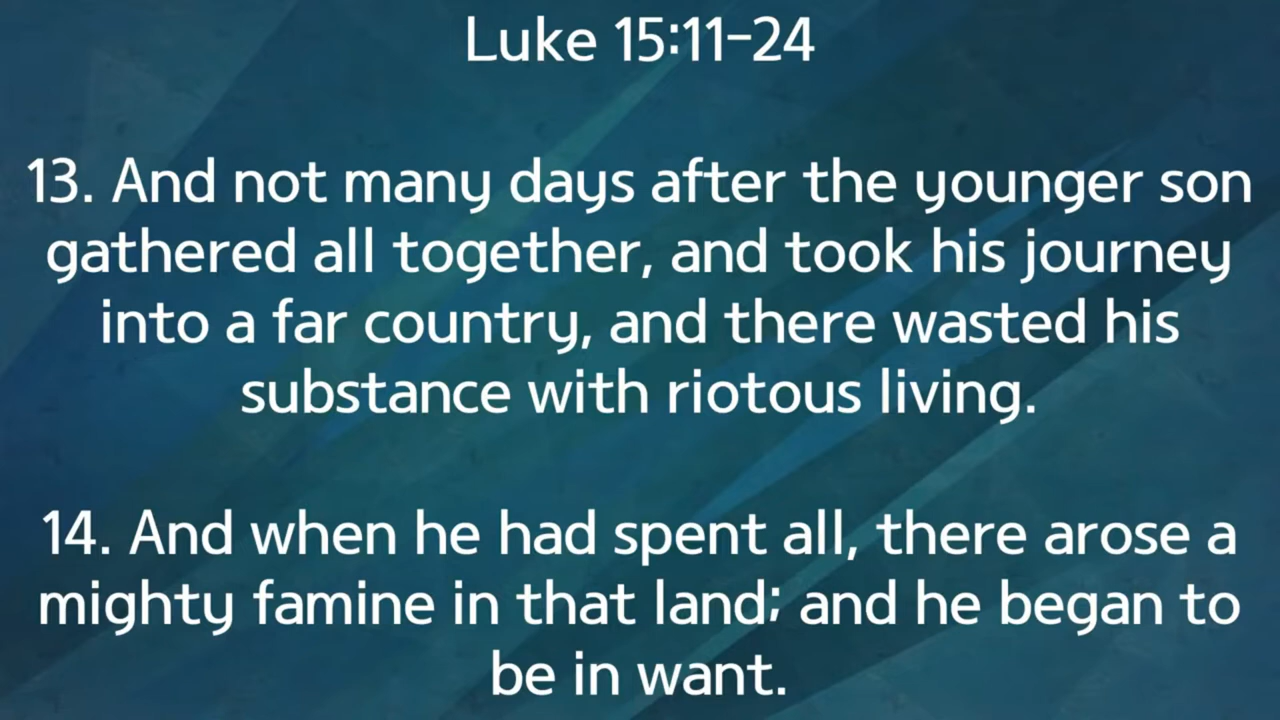 Luke 15:11-24
13. And not many days after the younger son
gathered all together, and took his journey
into a far country, and there wasted his
substance with riotous living.
14. And when he had spent all, there arose a
mighty famine in that land; and he began to
be in want.